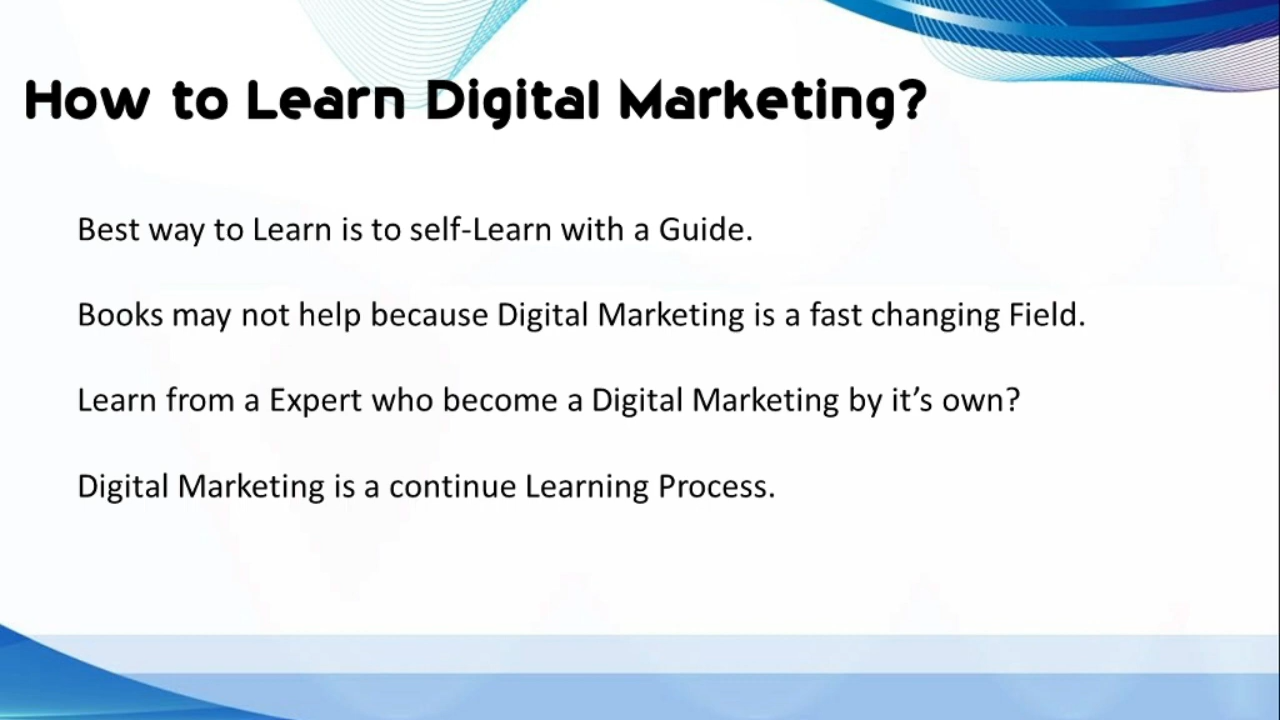 How to Learn Digital Marketing?
Best way to Learn is to self-Learn with a Guide.
Books may not help because Digital Marketing is a fast changing Field.
Learn from a Expert who become a Digital Marketing by it’s own?
Digital Marketing is a continue Learning Process.